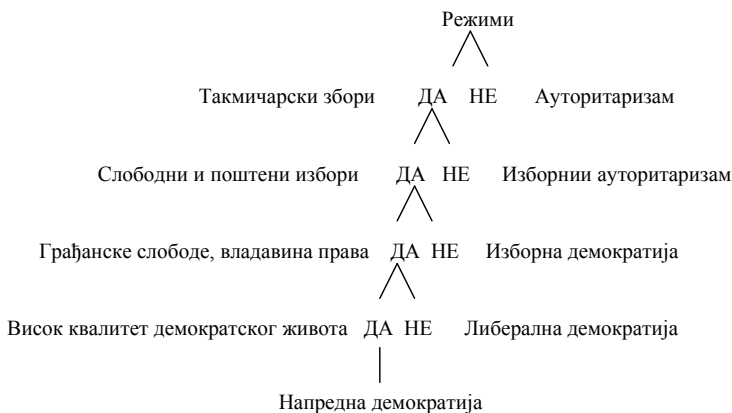 Режими
Такмичарски збори ДА НЕ Ауторитаризам
Слободни и поштени избори ДА НЕ Изборнии ауторитаризам
Грађанске слободе, владавина права ДА НЕ Изборна демократија
Висок квалитет демократског живота ДА НЕ Либерална демократија
Напредна демократија